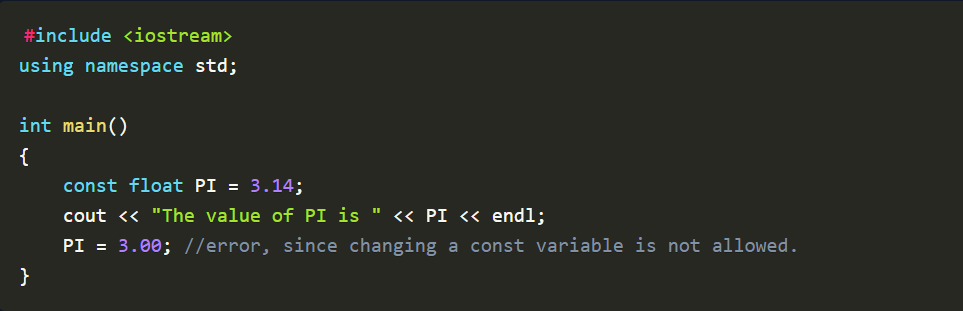 #include <iostream>
using namespace std;
int main()
{
    const float PI = 3.14;
    cout << "The value of PI is " << PI << endl;
    PI = 3.00; //error, since changing a const variable is not allowed.
}